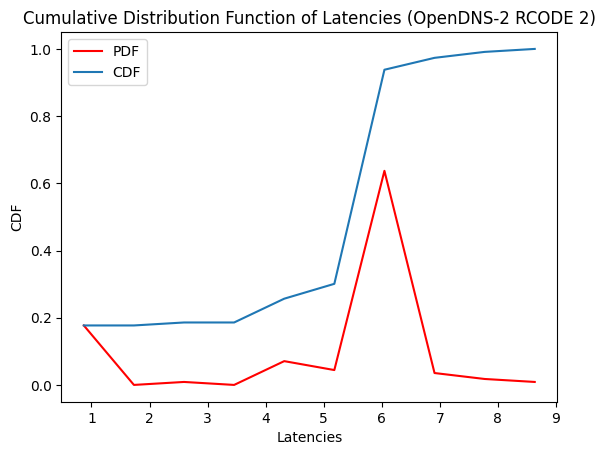 Cumulative Distribution Function of Latencies (OpenDNS-2 RCODE 2)
PDF
CDF
1.0
0.8
0.6
0.4
0.2
0.0
CDF
1 2 3 4 5 6 7 8 9
Latencies